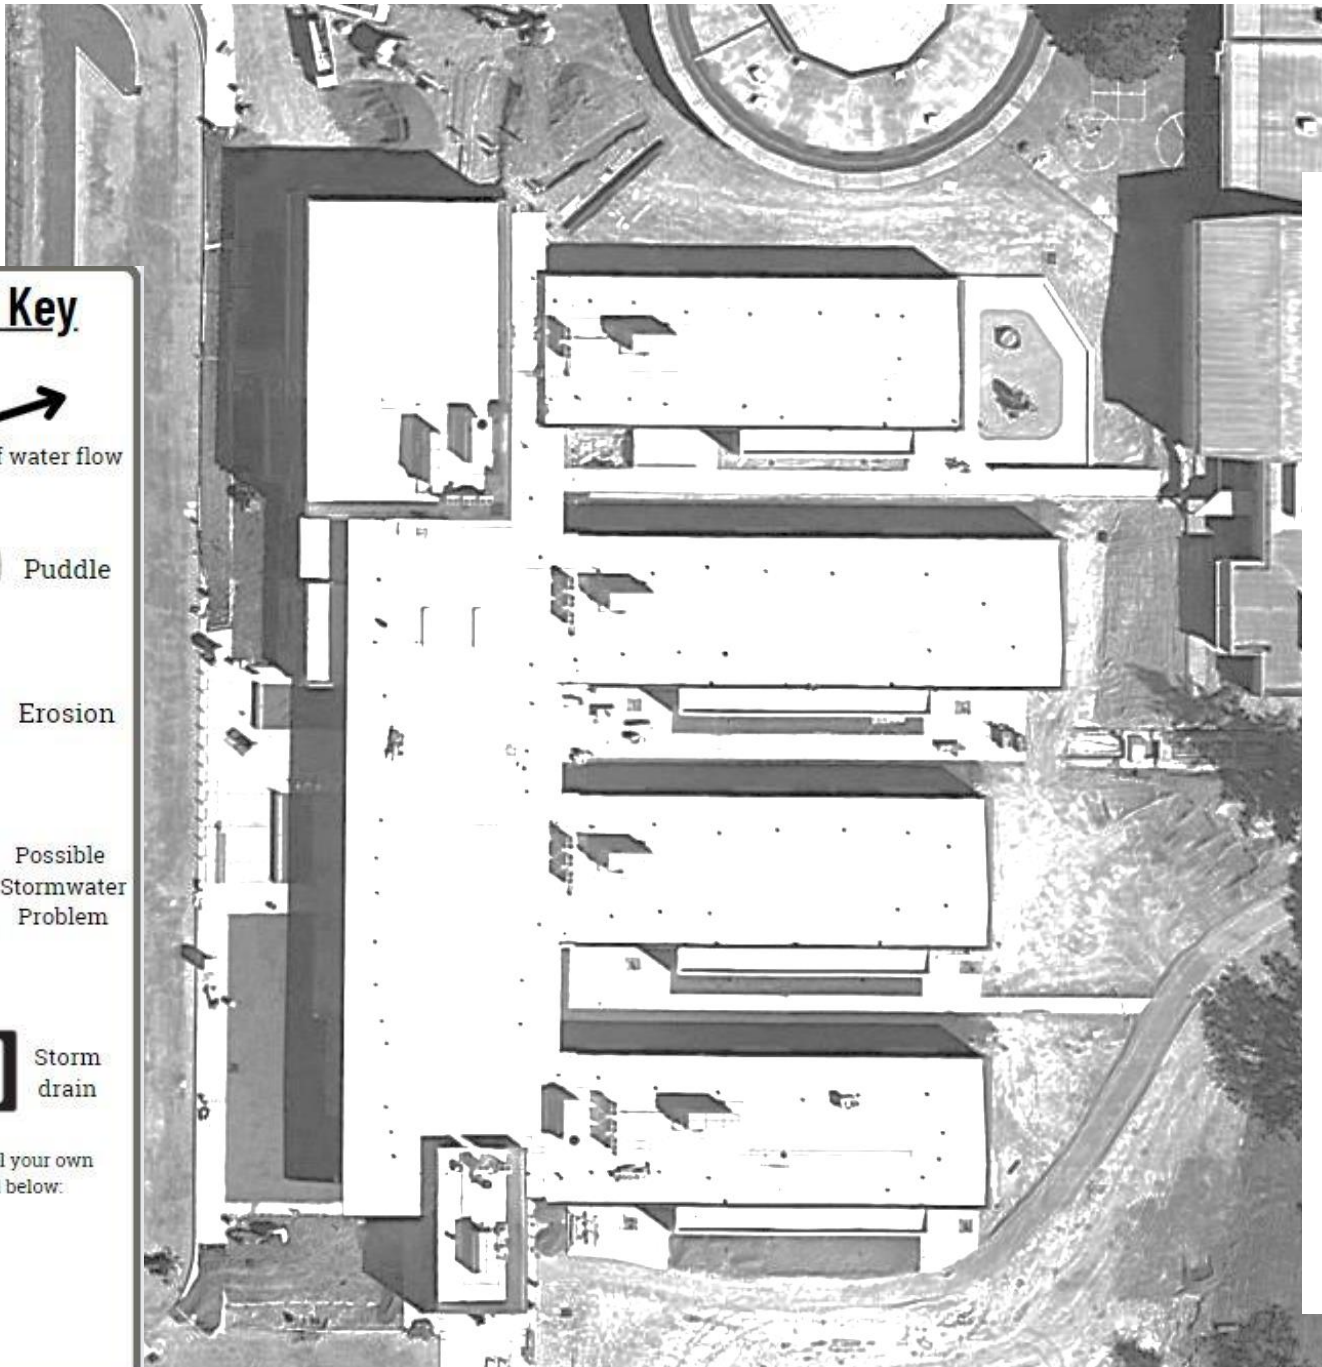 Key
water flow
Puddle
Erosion
Possible
Stormwater
Problem
Storm
drain
your own
below: